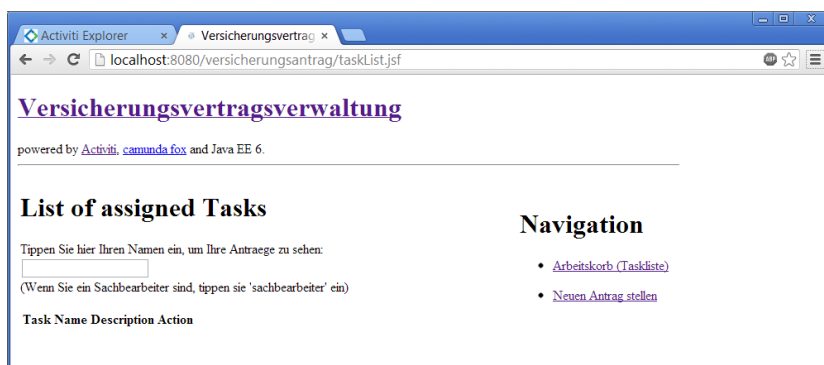 Activiti Explorer
Versicherungsvertrag
localhost:8080/versicherungsantrag/taskList.jsf
ABP
Versicherungsvertragsverwaltung
powered by Activiti, camunda fox and Java EE 6.
List of assigned Tasks
Tippen Sie hier Ihren Namen ein, um Ihre Antraege zu sehen:
(Wenn Sie ein Sachbearbeiter sind, tippen sie 'sachbearbeiter' ein)
Task Name Description Action
Navigation
Arbeitskorb (Taskliste)
Neuen Antrag stellen